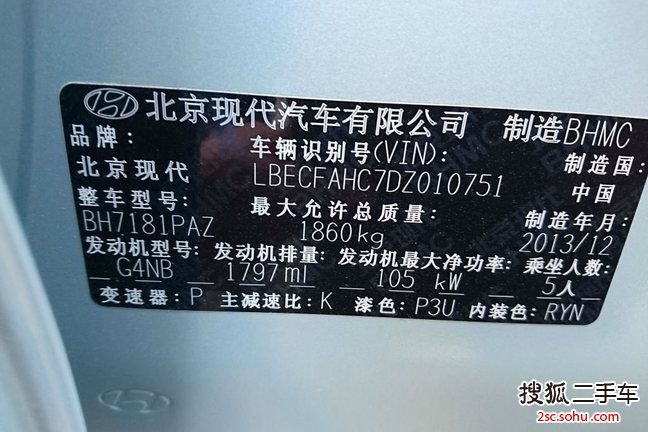 北京现代汽车有限公司 制造BHMC
品牌: 车辆识别号(VIN): 制造国:
北京现代 LBECFAHC7DZ010751 中国
整车型号: 最大允许总质量: 制造年月:
BH7181PAZ 1860kg 2013/12
发动机型号: 发动机排量: 发动机最大净功率: 乘坐人数:
G4NB 1797ml 105 kW 5人
变速器: P 主减速比: K 漆色: P3U 内装色: RYN
搜狐二手车
2sc.sohu.com